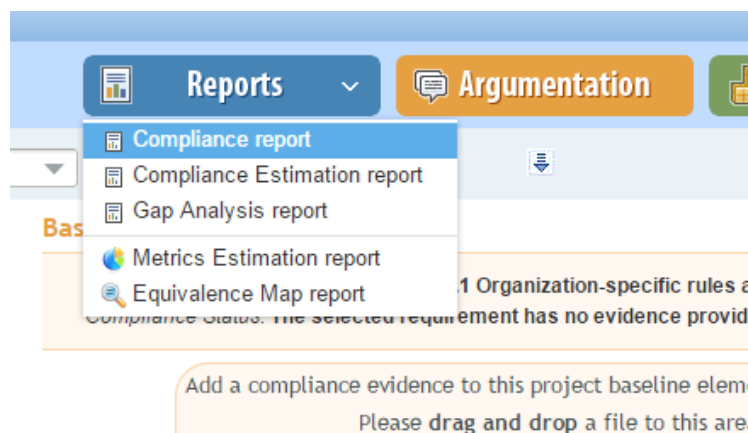 Reports
Argumentation
Compliance report
Compliance Estimation report
Gap Analysis report
Bas
Metrics Estimation report
Equivalence Map report
.1 Organization-specific rules a
Compliance Status: The selected requirement has no evidence provid
Add a compliance evidence to this project baseline elem
Please drag and drop a file to this are